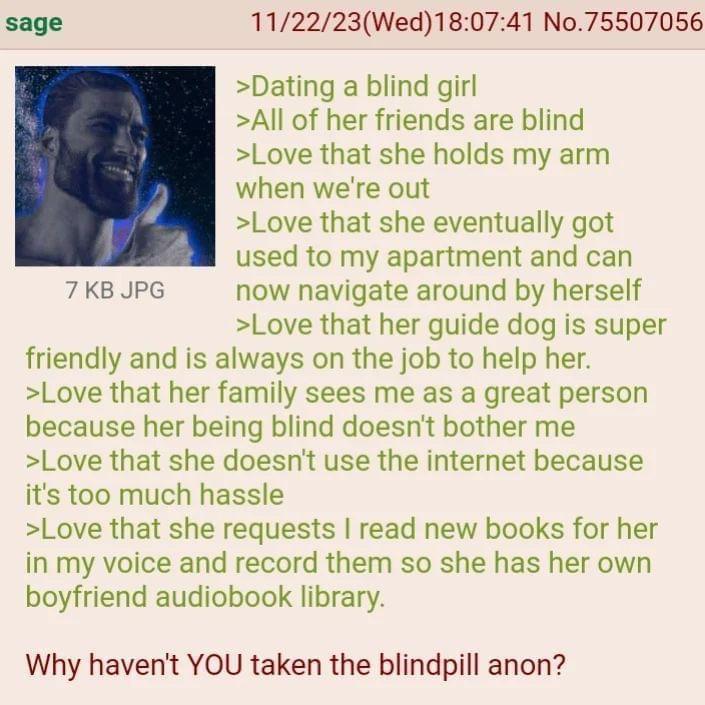 sage 11/22/23(Wed)18:07:41 No.75507056
>Dating a blind girl
>All of her friends are blind
>Love that she holds my arm
when we're out
>Love that she eventually got
used to my apartment and can
now navigate around by herself
7 KB JPG
>Love that her guide dog is super
friendly and is always on the job to help her.
>Love that her family sees me as a great person
because her being blind doesn't bother me
>Love that she doesn't use the internet because
it's too much hassle
>Love that she requests I read new books for her
in my voice and record them so she has her own
boyfriend audiobook library.
Why haven't YOU taken the blindpill anon?